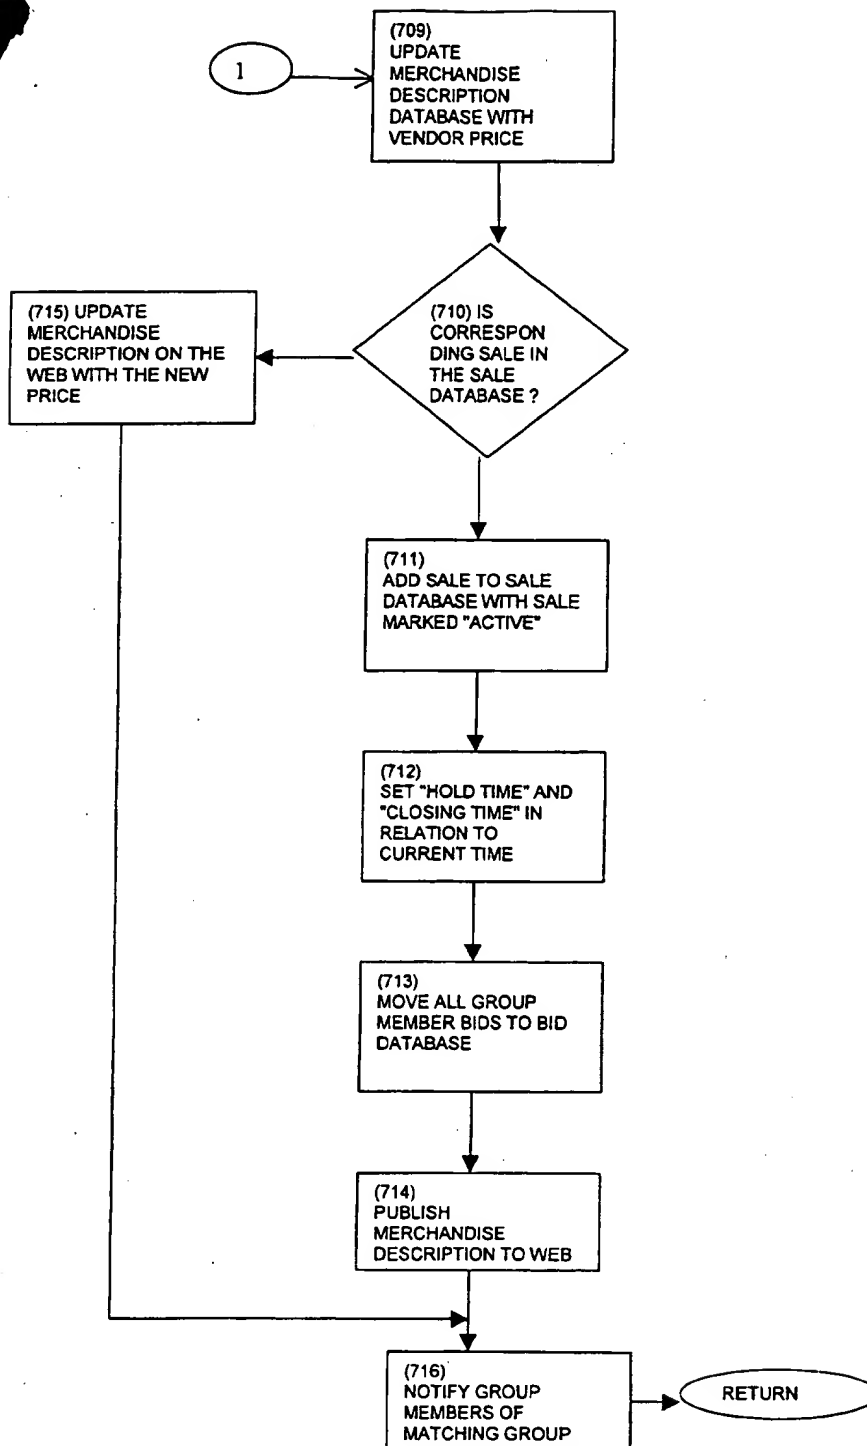 1
(709)
UPDATE
MERCHANDISE
DESCRIPTION
DATABASE WITH
VENDOR PRICE
(710) IS
CORRESPON
DING SALE IN
THE SALE
DATABASE ?
(715) UPDATE
MERCHANDISE
DESCRIPTION ON THE
WEB WITH THE NEW
PRICE
(711)
ADD SALE TO SALE
DATABASE WITH SALE
MARKED "ACTIVE"
(712)
SET "HOLD TIME" AND
"CLOSING TIME" IN
RELATION TO
CURRENT TIME
(713)
MOVE ALL GROUP
MEMBER BIDS TO BID
DATABASE
(714)
PUBLISH
MERCHANDISE
DESCRIPTION TO WEB
(716)
NOTIFY GROUP
MEMBERS OF
MATCHING GROUP
RETURN